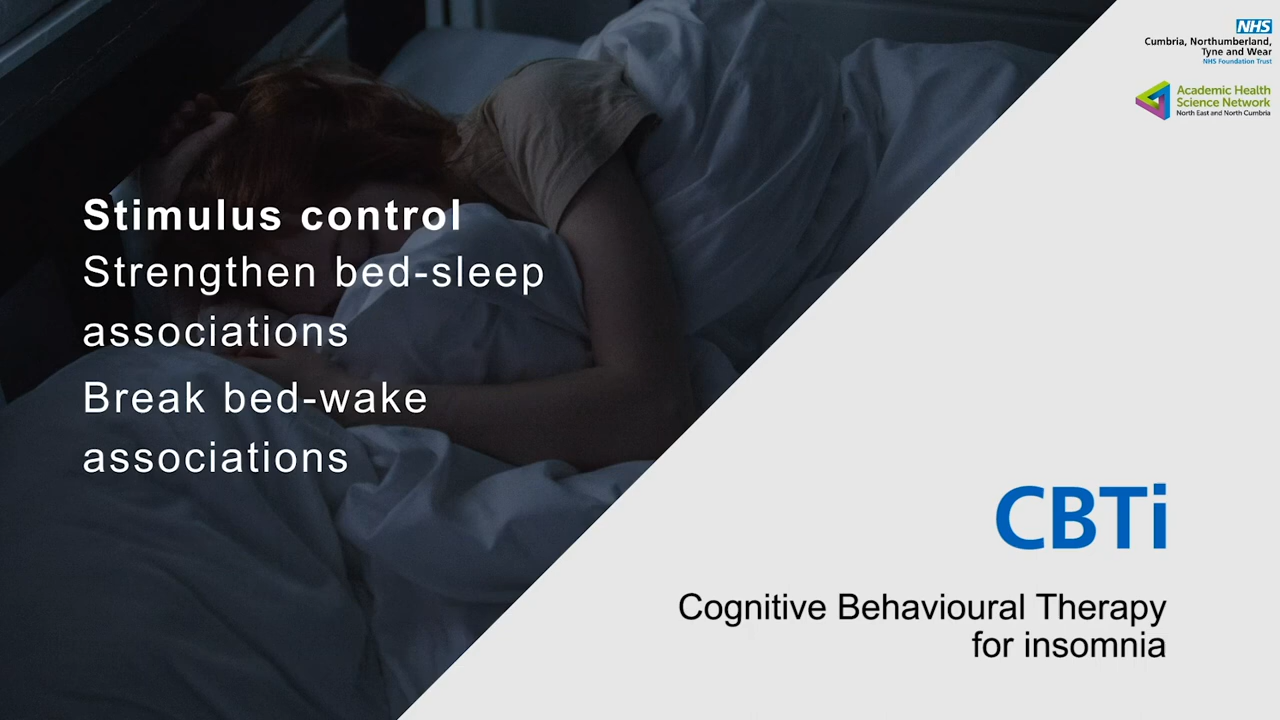 NHS
Cumbria, Northumberland,
Tyne and Wear
NHS Foundation Trust
Academic Health
Science Network
North East and North Cumbria
Stimulus control
Strengthen bed-sleep
associations
Break bed-wake
associations
CBTi
Cognitive Behavioural Therapy
for insomnia